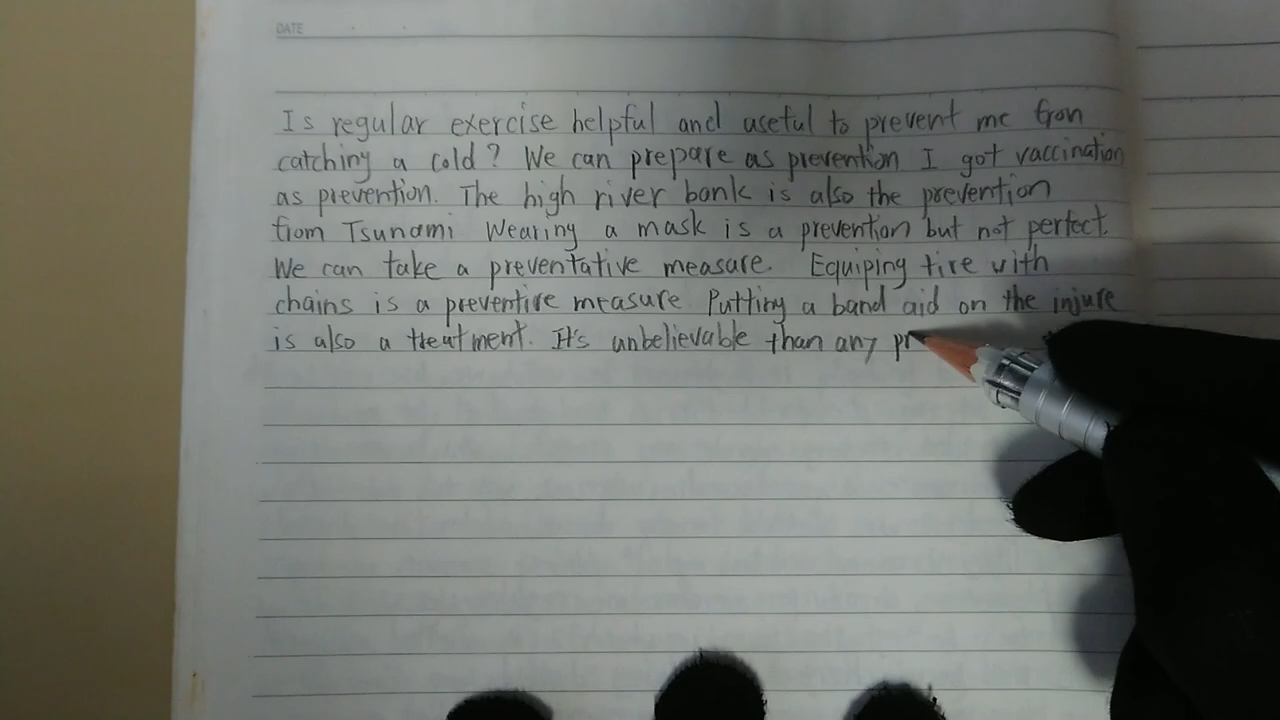 DATE
Is regular exercise helpful and useful to prevent me from
catching a cold? We can prepare as prevention I got vaccination
as prevention. The high river bank is also the prevention
from Tsunami Wearing a mask is a prevention but not perfect.
We can take a preventative measure. Equiping tire with
chains is a preventive measure Putting a band aid on the injure
is also a treatment. It's unbelievable than any pr